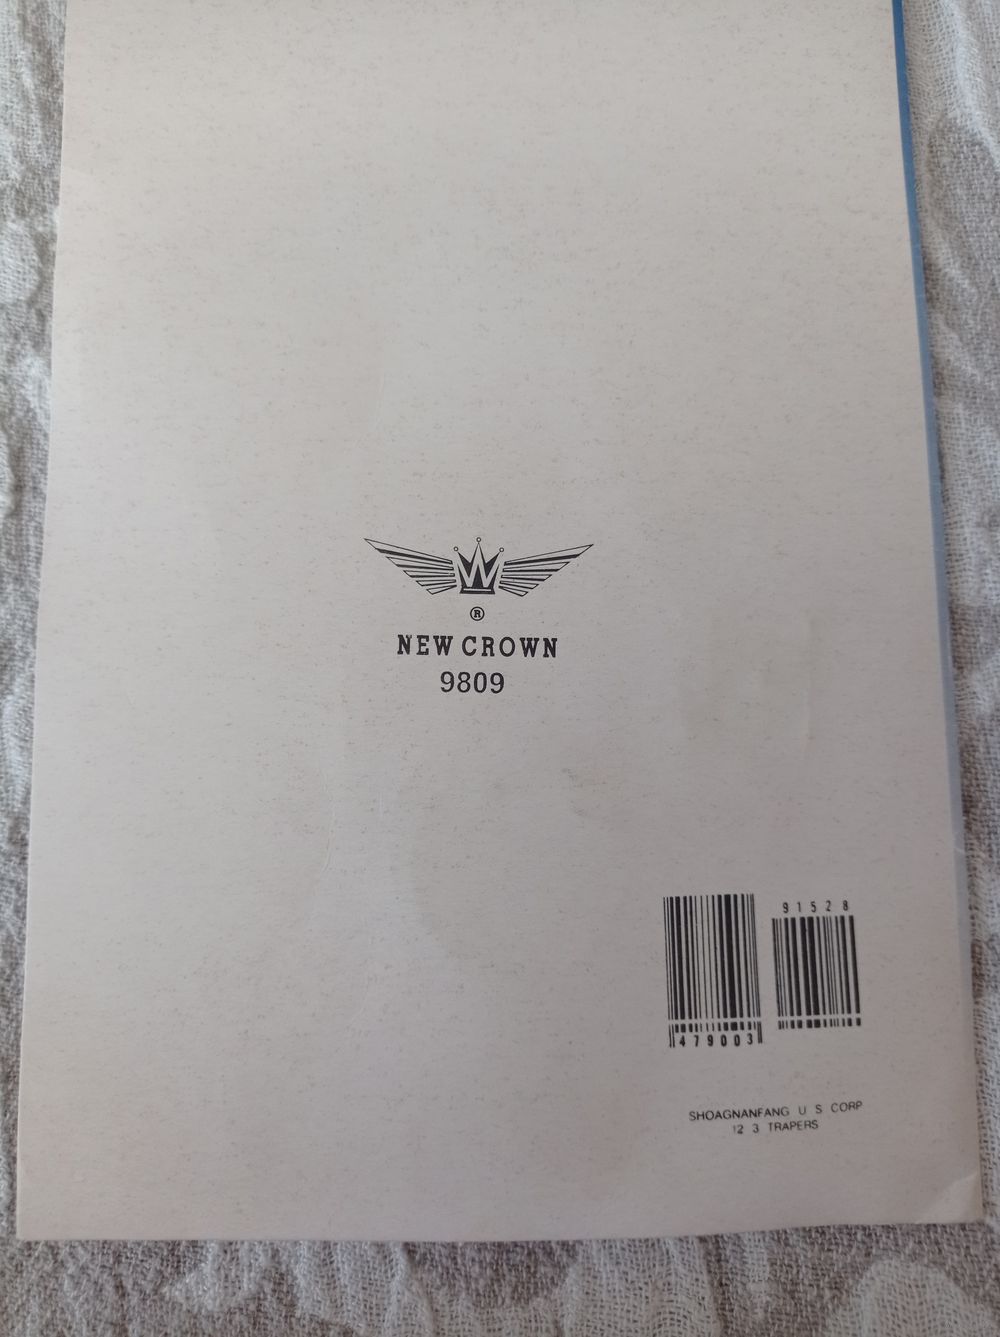 ®
NEW CROWN
9809
91528
479003
SHOAGNANFANG U S CORP
12 3 TRAPERS